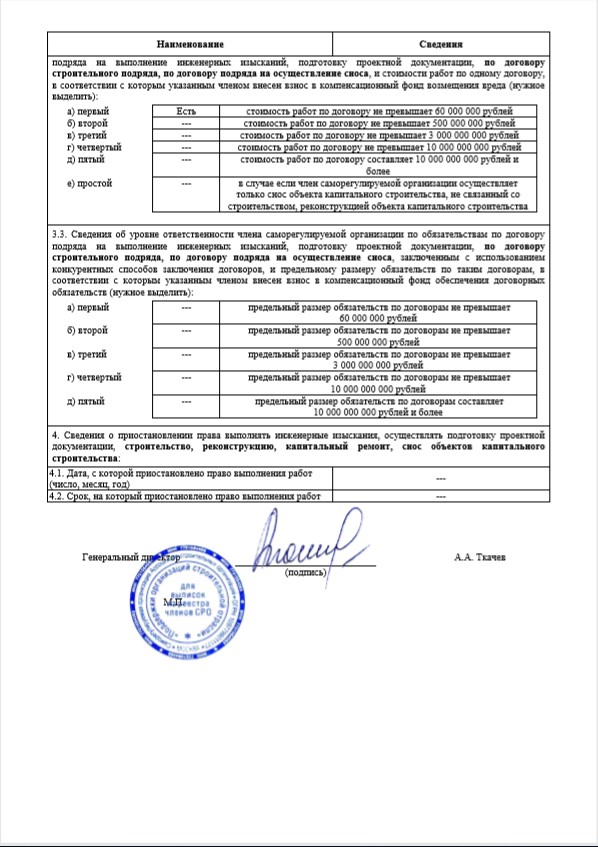 Наименование Сведения
подряда на выполнение инженерных изысканий, подготовку проектной документации, по договору
строительного подряда, по договору подряда на осуществление сноса, и стоимости работ по одному договору,
в соответствии с которым указанным членом внесен взнос в компенсационный фонд возмещения вреда (нужное
выделить):
а) первый Есть стоимость работ по договору не превышает 60 000 000 рублей
б) второй --- стоимость работ по договору не превышает 500 000 000 рублей
в) третий --- стоимость работ по договору не превышает 3 000 000 000 рублей
г) четвертый --- стоимость работ по договору не превышает 10 000 000 000 рублей
д) пятый --- стоимость работ по договору составляет 10 000 000 000 рублей и
более
е) простой --- в случае если член саморегулируемой организации осуществляет
только снос объекта капитального строительства, не связанный со
строительством, реконструкцией объекта капитального строительства
3.3. Сведения об уровне ответственности члена саморегулируемой организации по обязательствам по договору
подряда на выполнение инженерных изысканий, подготовку проектной документации, по договору
строительного подряда, по договору подряда на осуществление сноса, заключенным с использованием
конкурентных способов заключения договоров, и предельному размеру обязательств по таким договорам, в
соответствии с которым указанным членом внесен взнос в компенсационный фонд обеспечения договорных
обязательств (нужное выделить):
а) первый --- предельный размер обязательств по договорам не превышает
60 000 000 рублей
б) второй --- предельный размер обязательств по договорам не превышает
500 000 000 рублей
в) третий --- предельный размер обязательств по договорам не превышает
3 000 000 000 рублей
г) четвертый --- предельный размер обязательств по договорам не превышает
10 000 000 000 рублей
д) пятый --- предельный размер обязательств по договорам составляет
10 000 000 000 рублей и более
4. Сведения о приостановлении права выполнять инженерные изыскания, осуществлять подготовку проектной
документации, строительство, реконструкцию, капитальный ремонт, снос объектов капитального
строительства:
4.1. Дата, с которой приостановлено право выполнения работ
(число, месяц, год) ---
4.2. Срок, на который приостановлено право выполнения работ ---
Генеральный директор А.А. Ткачев
(подпись)
М.П.
для
выписок
из реестра
членов СРО
«Поддержки организаций строительной отрасли»
МОСКВА